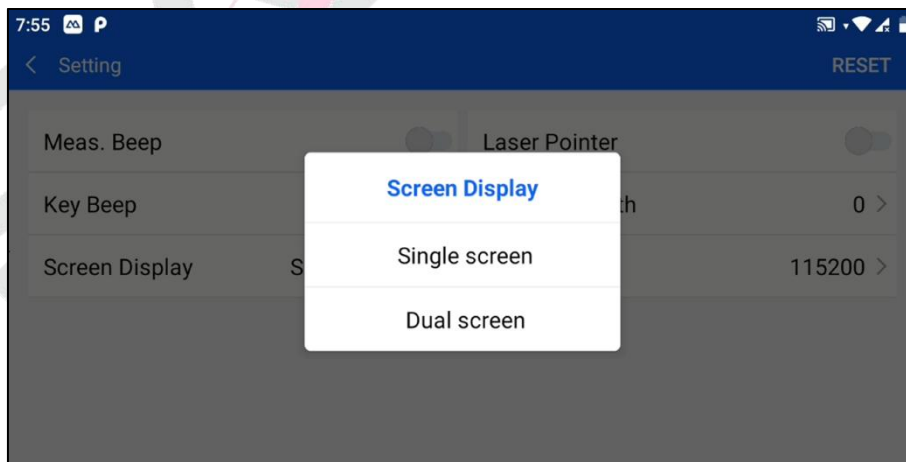 7:55
Setting
RESET
Meas. Beep
Laser Pointer
Screen Display
Key Beep
th
0
Single screen
Screen Display
S
115200
Dual screen